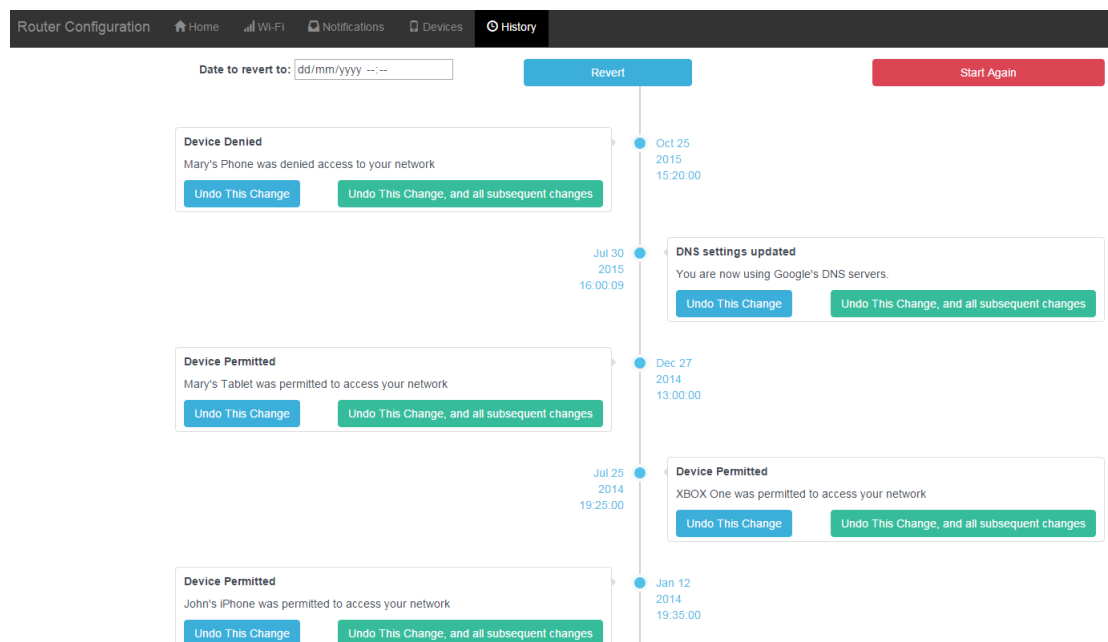 Router Configuration Home Wi-Fi Notifications Devices History
Date to revert to: dd/mm/yyyy --:-- Revert Start Again
Device Denied
Mary's Phone was denied access to your network
Undo This Change Undo This Change, and all subsequent changes
Oct 25
2015
15:20:00
Jul 30
2015
16:00:09
DNS settings updated
You are now using Google's DNS servers.
Undo This Change Undo This Change, and all subsequent changes
Device Permitted
Mary's Tablet was permitted to access your network
Undo This Change Undo This Change, and all subsequent changes
Dec 27
2014
13:00:00
Jul 25
2014
19:25:00
Device Permitted
XBOX One was permitted to access your network
Undo This Change Undo This Change, and all subsequent changes
Device Permitted
John's iPhone was permitted to access your network
Undo This Change Undo This Change, and all subsequent changes
Jan 12
2014
19:35:00